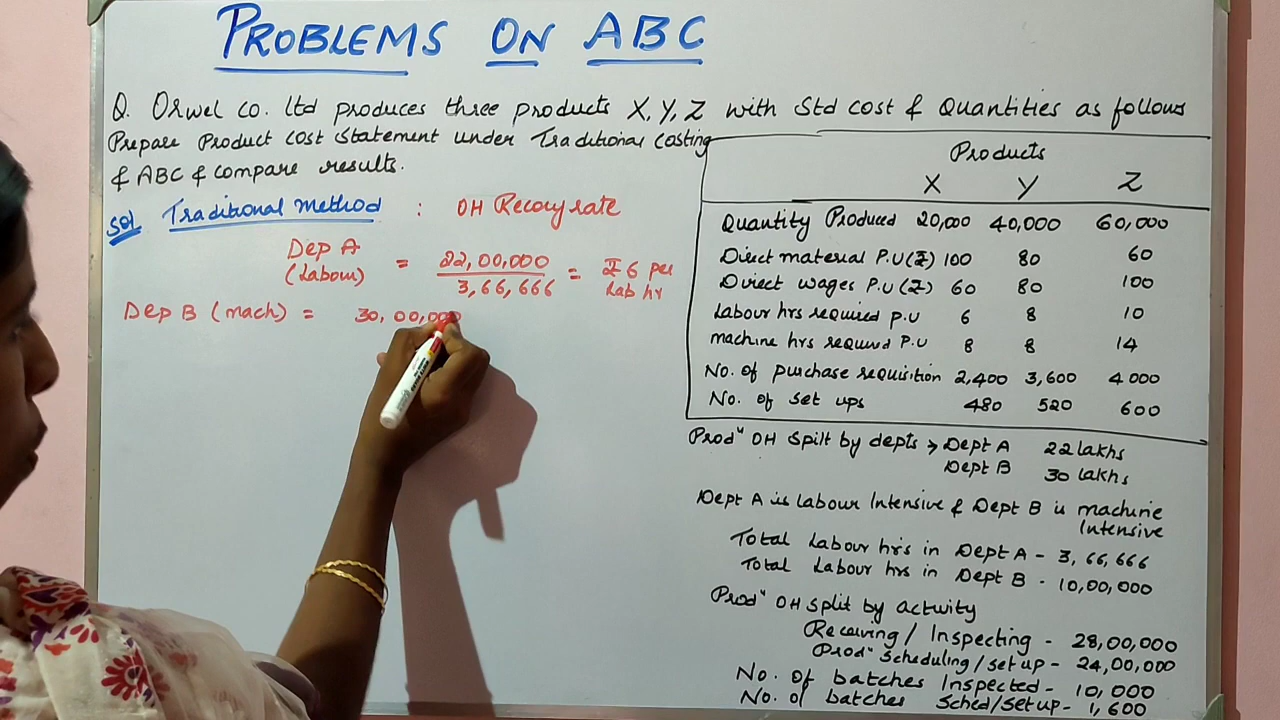 PROBLEMS ON ABC
Q. Orwel co. ltd produces three products X, Y, Z with Std cost & Quantities as follows
Prepare Product Cost Statement under Traditional Costing
& ABC & compare results.
Sol Traditional Method : OH Recovy rate
Dep A
(Labour) = 22,00,000 / 3,66,666 = ₹ 6 per lab hr
Dep B (mach) = 30,00,000
Products
X Y Z
Quantity Produced 20,000 40,000 60,000
Direct material P.U (₹) 100 80 60
Direct wages P.U (₹) 60 80 100
Labour hrs required p.u 6 8 10
machine hrs required P.U 8 8 14
No. of purchase requisition 2,400 3,600 4000
No. of set ups 480 520 600
Prodn OH Spilt by depts → Dept A 22 lakhs
Dept B 30 lakhs
Dept A is Labour Intensive & Dept B is machine
Intensive
Total Labour hrs in Dept A - 3,66,666
Total Labour hrs in Dept B - 10,00,000
Prodn OH split by activity
Receiving / Inspecting - 28,00,000
Prodn Scheduling / set up - 24,00,000
No. of batches Inspected - 10,000
No. of batches Sched/setup - 1,600